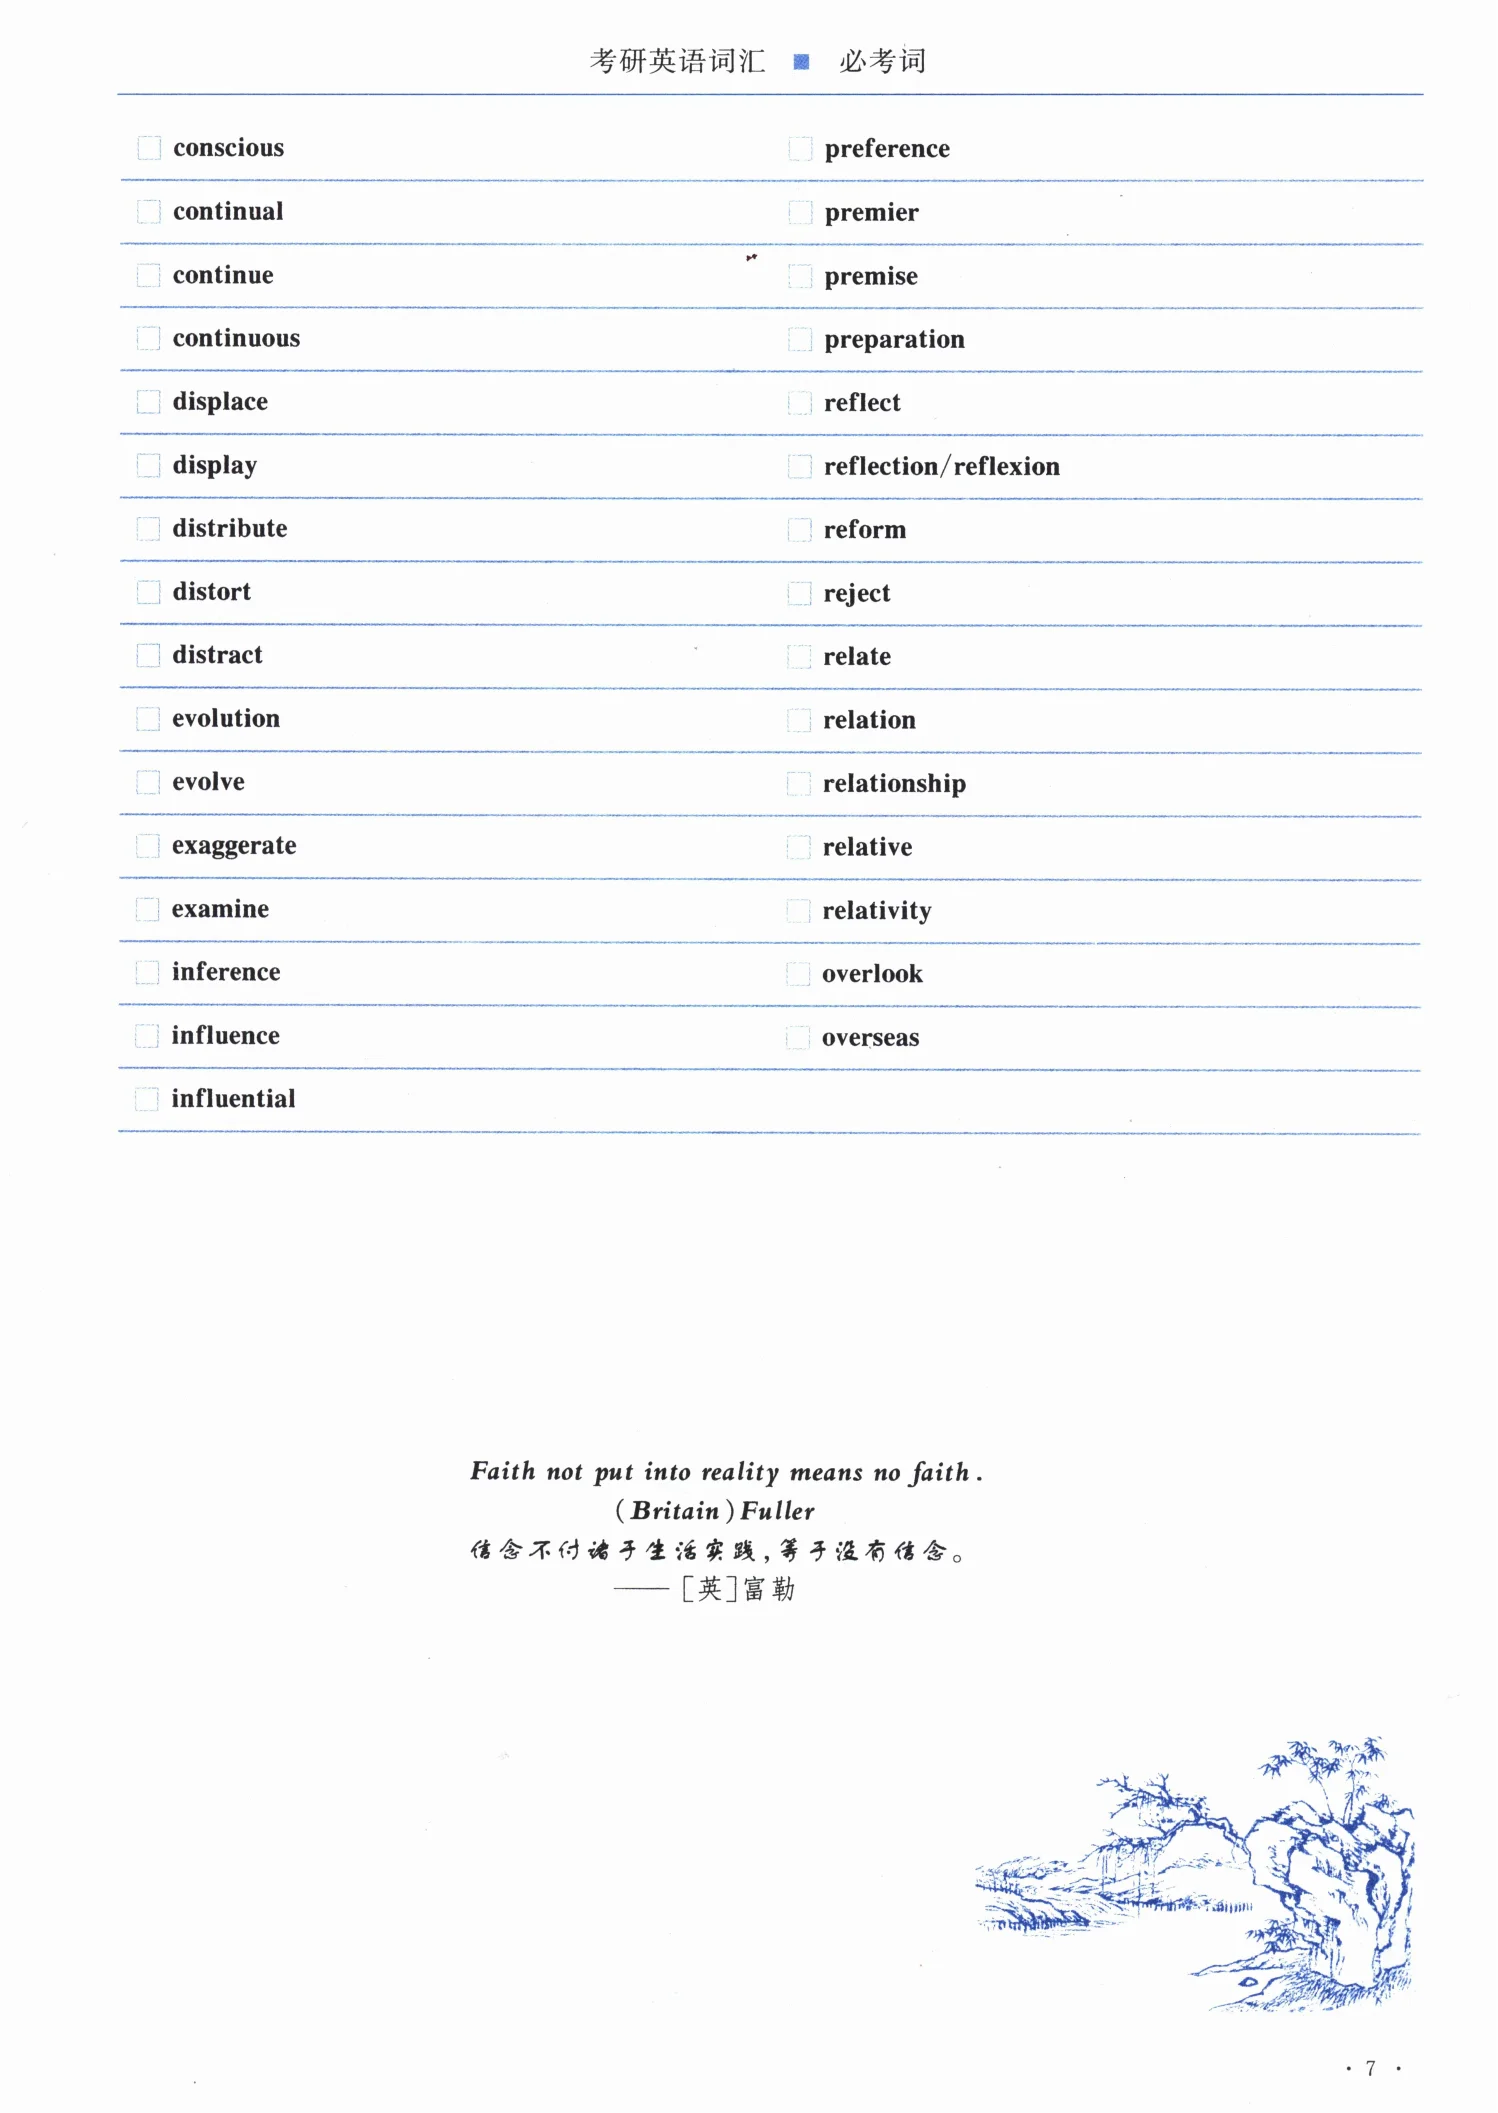 考研英语词汇 ■ 必考词
conscious
continual
continue
continuous
displace
display
distribute
distort
distract
evolution
evolve
exaggerate
examine
inference
influence
influential
preference
premier
premise
preparation
reflect
reflection/reflexion
reform
reject
relate
relation
relationship
relative
relativity
overlook
overseas
Faith not put into reality means no faith.
(Britain) Fuller
信念不付诸于生活实践,等于没有信念。
——[英]富勒
· 7 ·